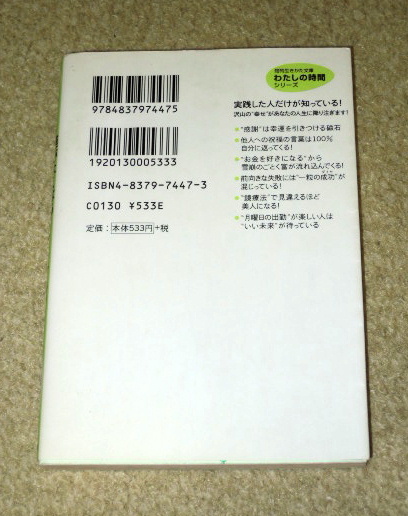 9784837974475
1920130005333
ISBN4-8379-7447-3
C0130 ¥533E
定価：本体533円+税
知的生きかた文庫
わたしの時間
シリーズ
実践した人だけが知っている！
沢山の“幸せ”があなたの人生に降り注ぎます！
●“感謝”は幸運を引きつける磁石
●他人への祝福の言葉は100％
自分に返ってくる！
●“お金を好きになる”から
雪崩のごとく富が流れ込んでくる！
●前向きな失敗には“一粒の成功”が
混じっている！
●“鏡療法”で見違えるほど
美人になる！
●“月曜日の出勤”が楽しい人は
“いい未来”が待っている